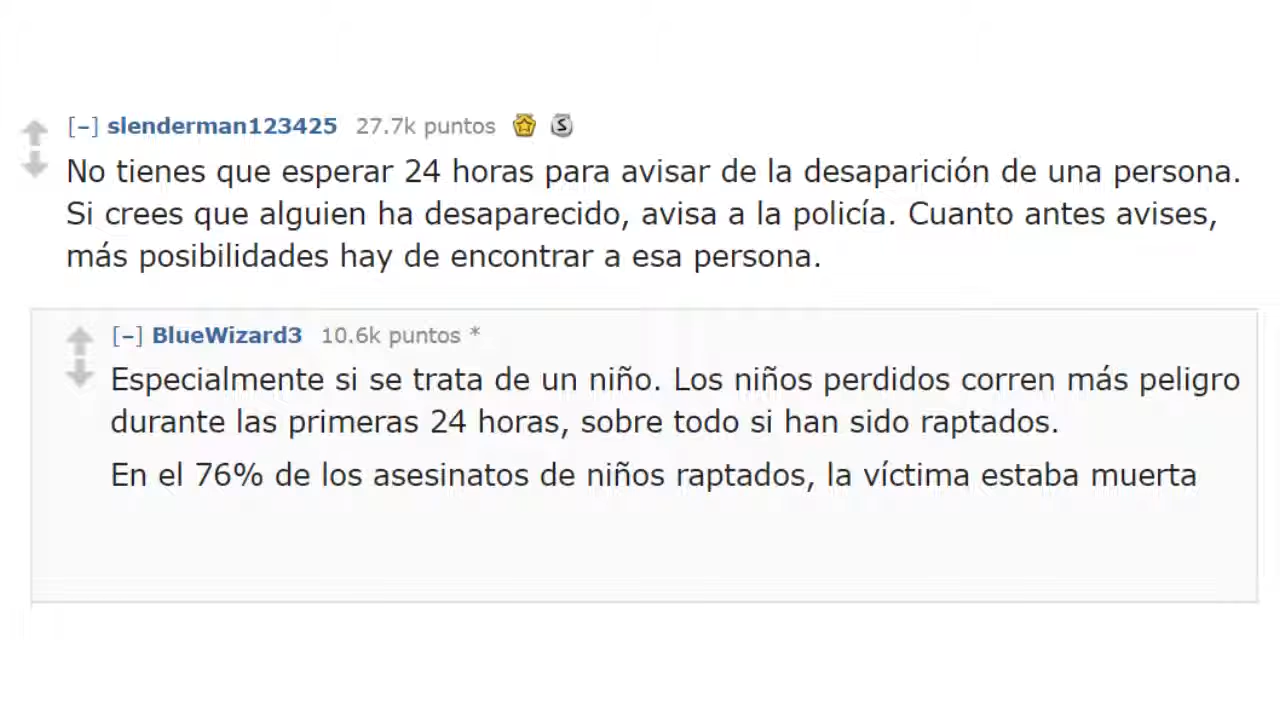 [–] slenderman123425 27.7k puntos S
No tienes que esperar 24 horas para avisar de la desaparición de una persona.
Si crees que alguien ha desaparecido, avisa a la policía. Cuanto antes avises,
más posibilidades hay de encontrar a esa persona.
[–] BlueWizard3 10.6k puntos *
Especialmente si se trata de un niño. Los niños perdidos corren más peligro
durante las primeras 24 horas, sobre todo si han sido raptados.
En el 76% de los asesinatos de niños raptados, la víctima estaba muerta